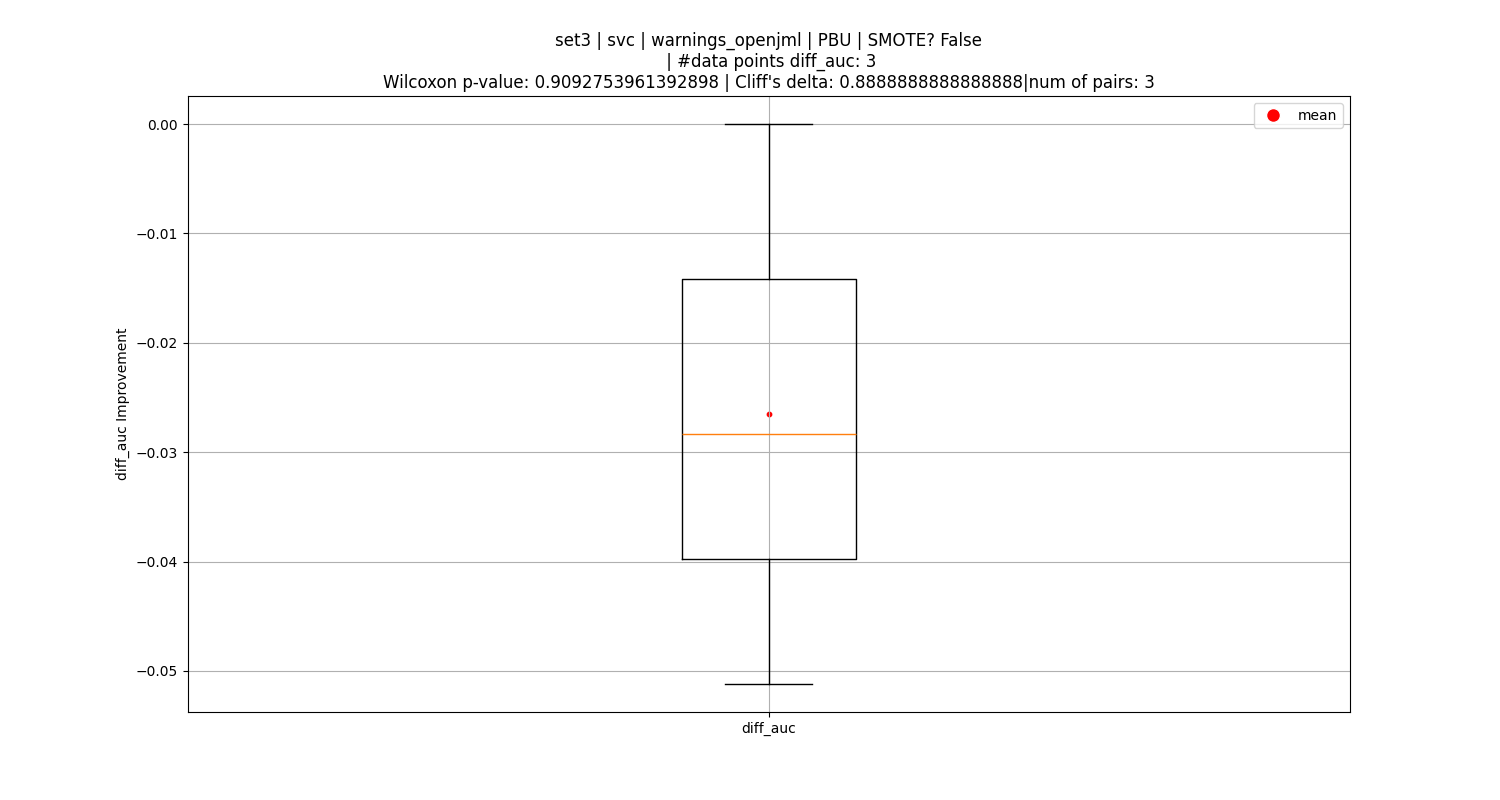 set3 | svc | warnings_openjml | PBU | SMOTE? False
| #data points diff_auc: 3
Wilcoxon p-value: 0.9092753961392898 | Cliff's delta: 0.8888888888888888|num of pairs: 3
mean
0.00
−0.01
−0.02
−0.03
−0.04
−0.05
diff_auc Improvement
diff_auc